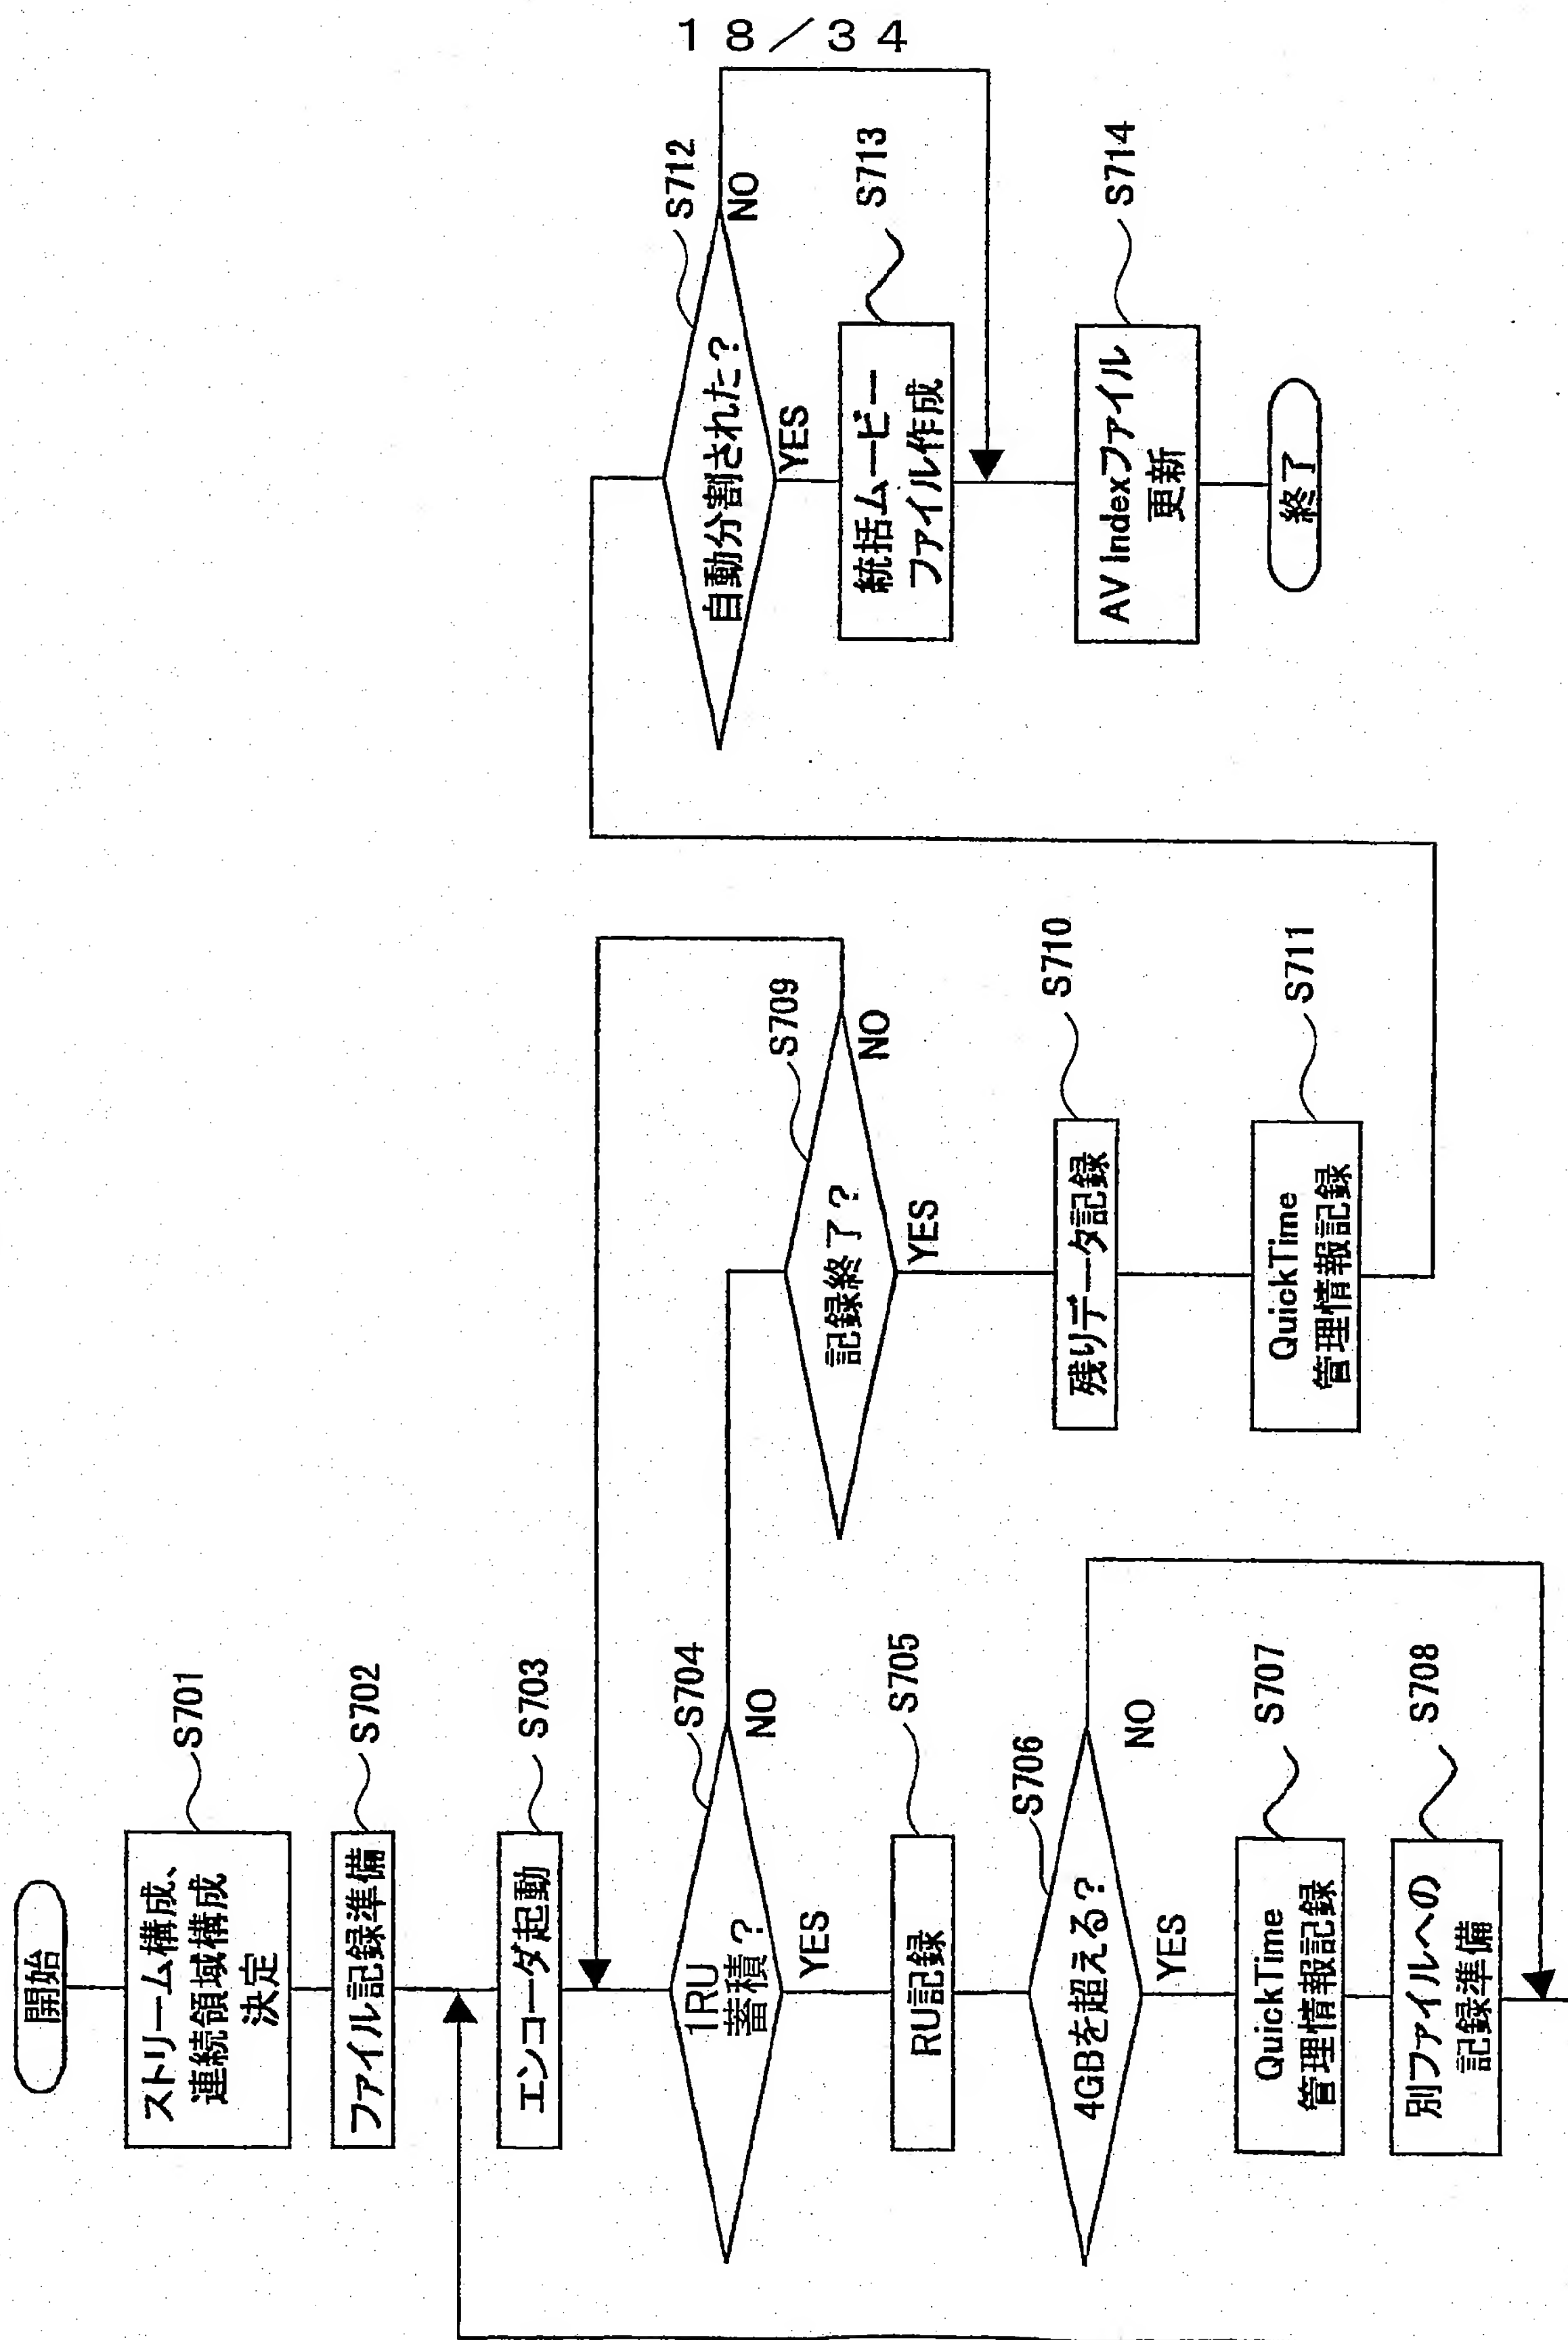 18/34
開始
ストリーム構成、
連続領域構成
決定
S701
ファイル記録準備
S702
エンコーダ起動
S703
1RU
蓄積?
S704
NO
YES
RU記録
S705
4GBを超える?
S706
NO
YES
QuickTime
管理情報記録
S707
別ファイルへの
記録準備
S708
記録終了?
S709
NO
YES
残りデータ記録
S710
QuickTime
管理情報記録
S711
自動分割された?
S712
NO
YES
統括ムービー
ファイル作成
S713
AV Indexファイル
更新
S714
終了